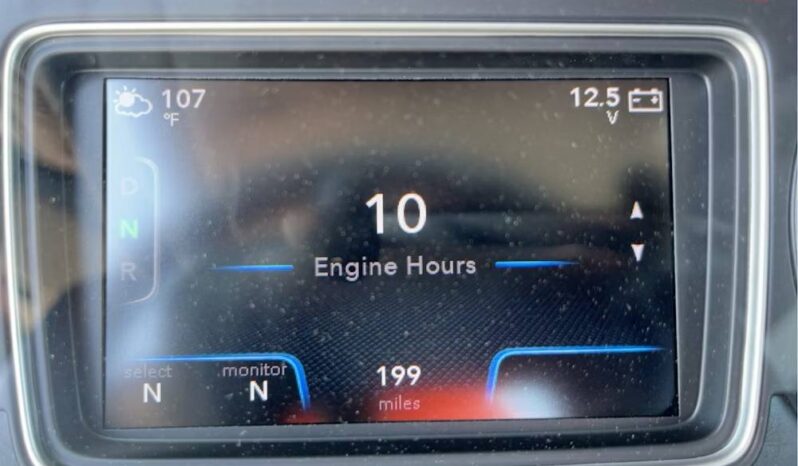 107 °F
12.5 V
D
N
R
10
Engine Hours
select
N
monitor
N
199
miles